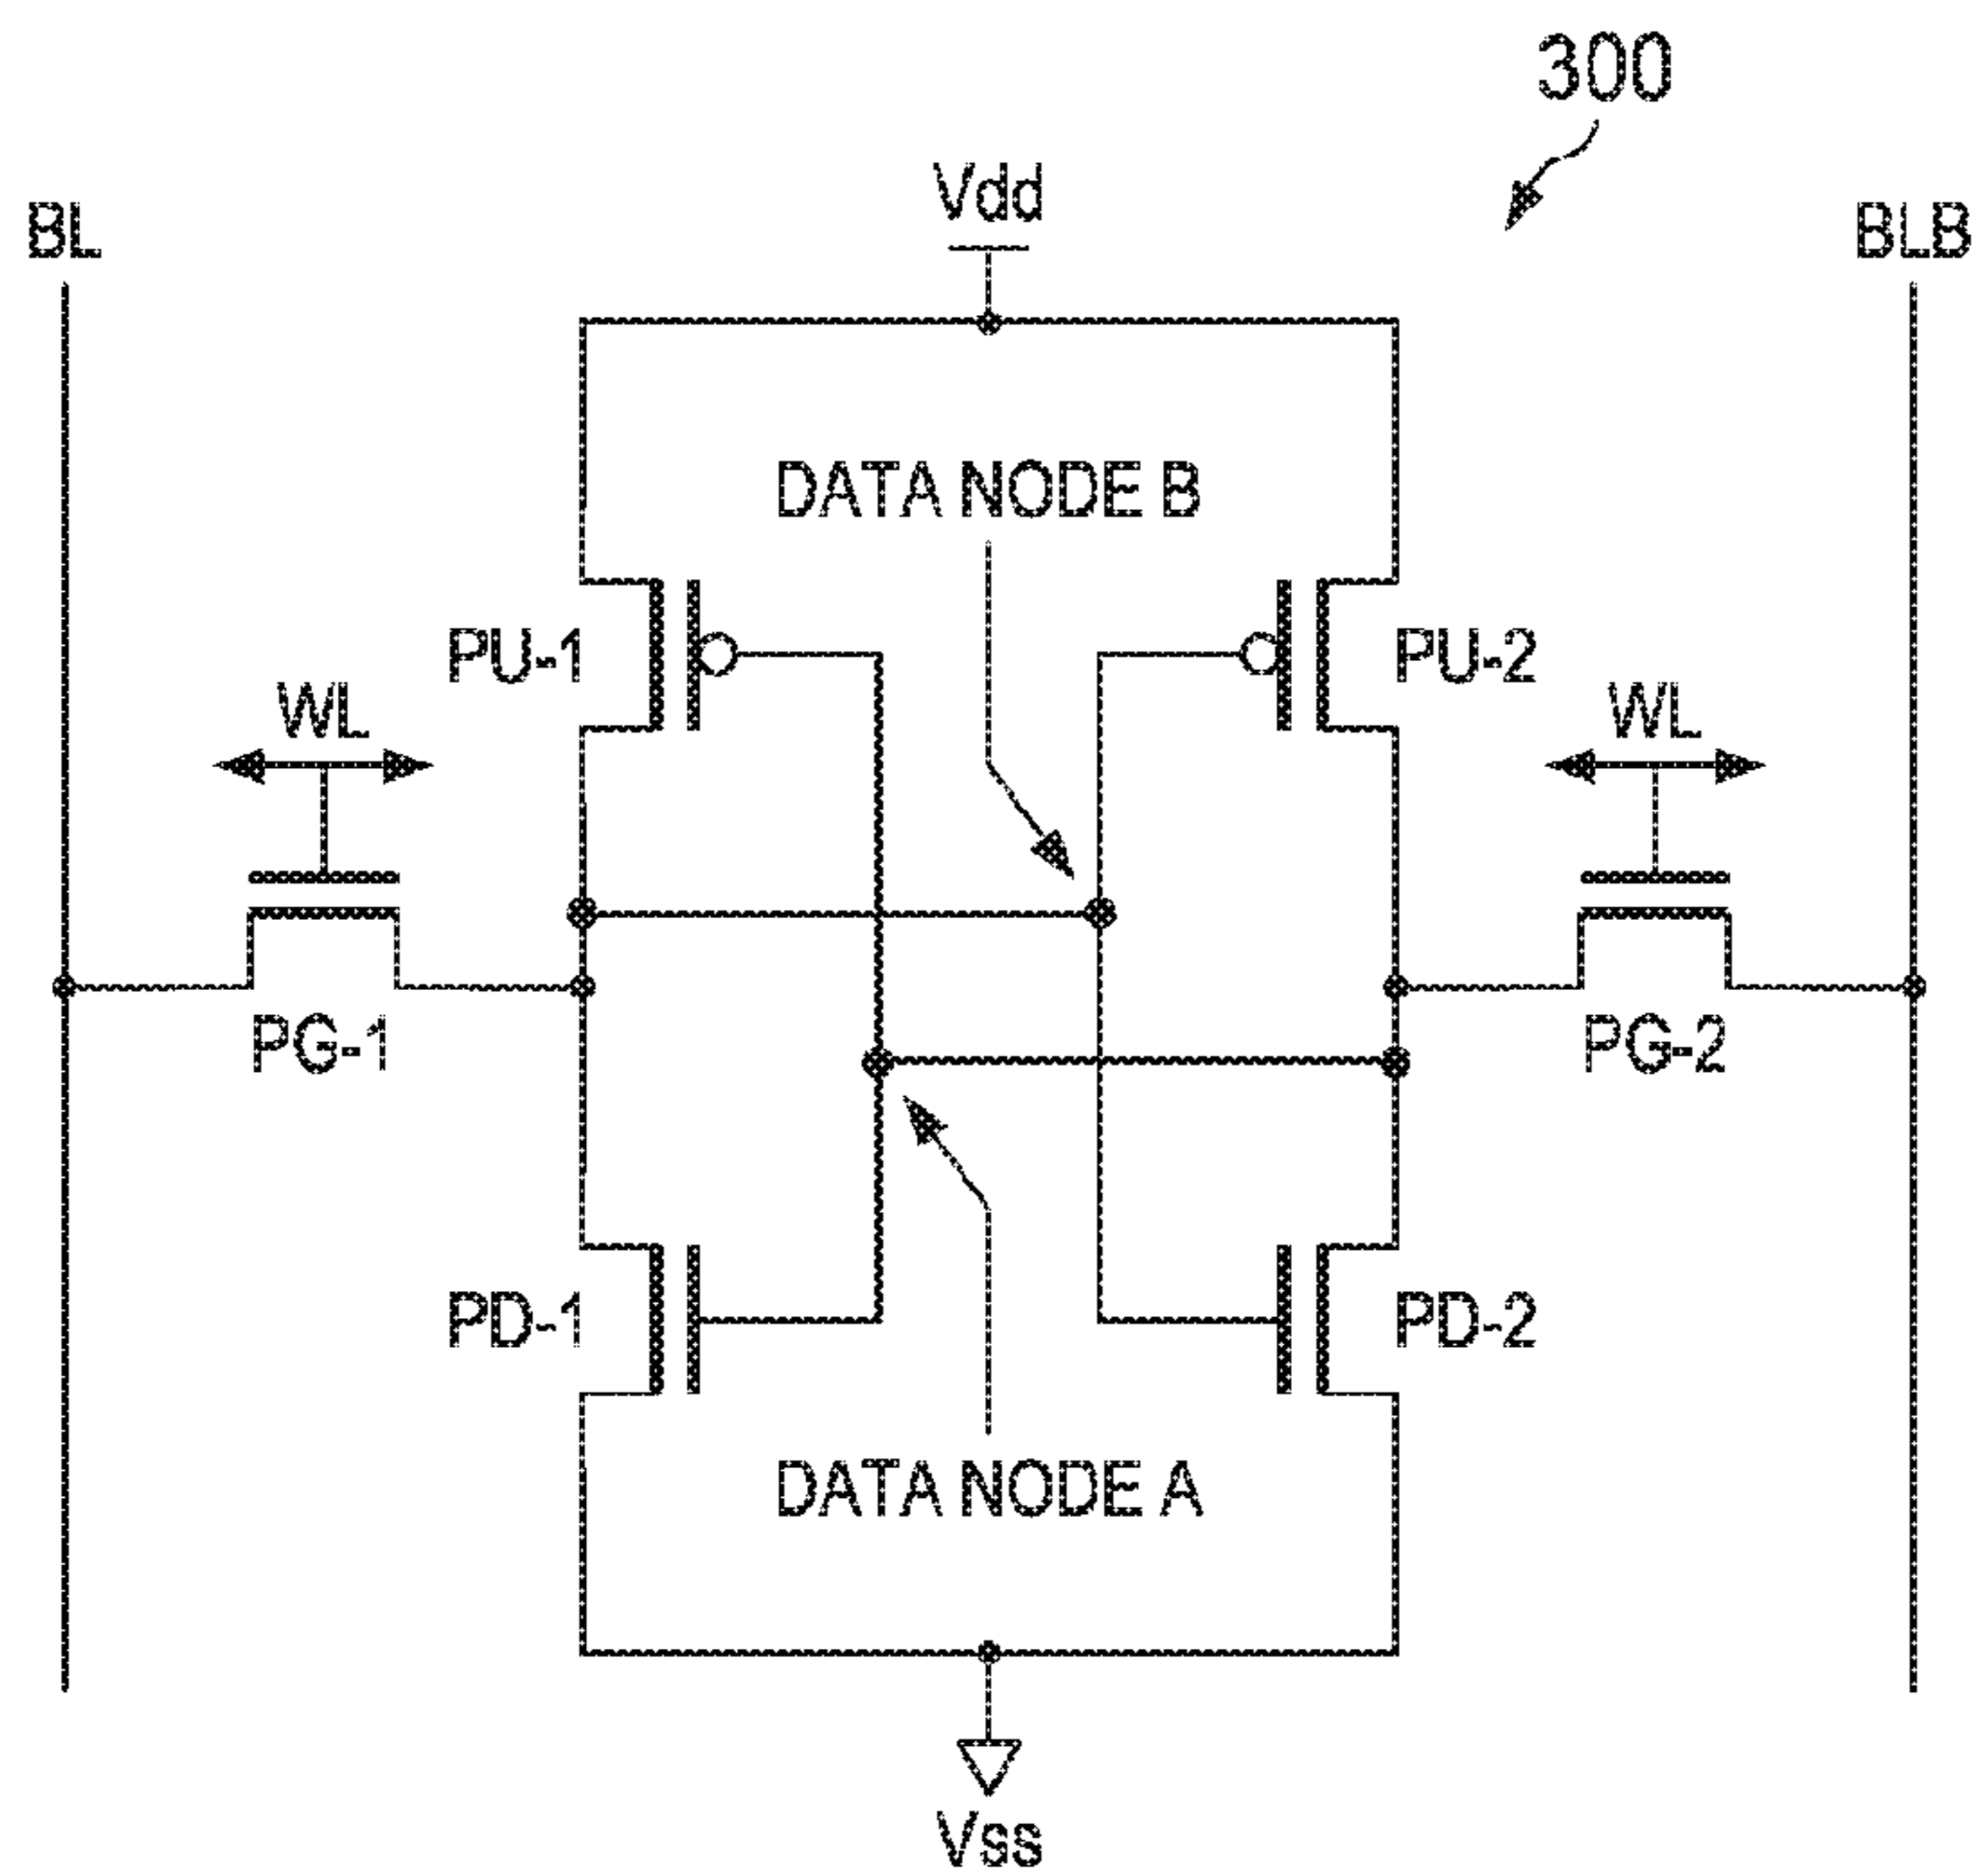 300
Vdd
BL
BLB
DATA NODE B
PU-1
PU-2
WL
WL
PG-1
PG-2
PD-1
PD-2
DATA NODE A
Vss